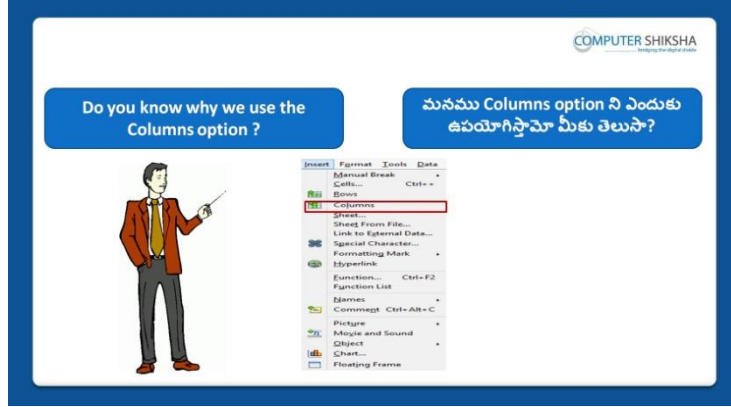 COMPUTER SHIKSHA
Bridging the digital divide
Do you know why we use the
Columns option ?
మనము Columns option ని ఎందుకు
ఉపయోగిస్తామో మీకు తెలుసా?
Insert Format Tools Data
Manual Break
Cells... Ctrl++
Rows
Columns
Sheet...
Sheet From File...
Link to External Data...
Special Character...
Formatting Mark
Hyperlink
Function... Ctrl+F2
Function List
Names
Comment Ctrl+Alt+C
Picture
Movie and Sound
Object
Chart...
Floating Frame